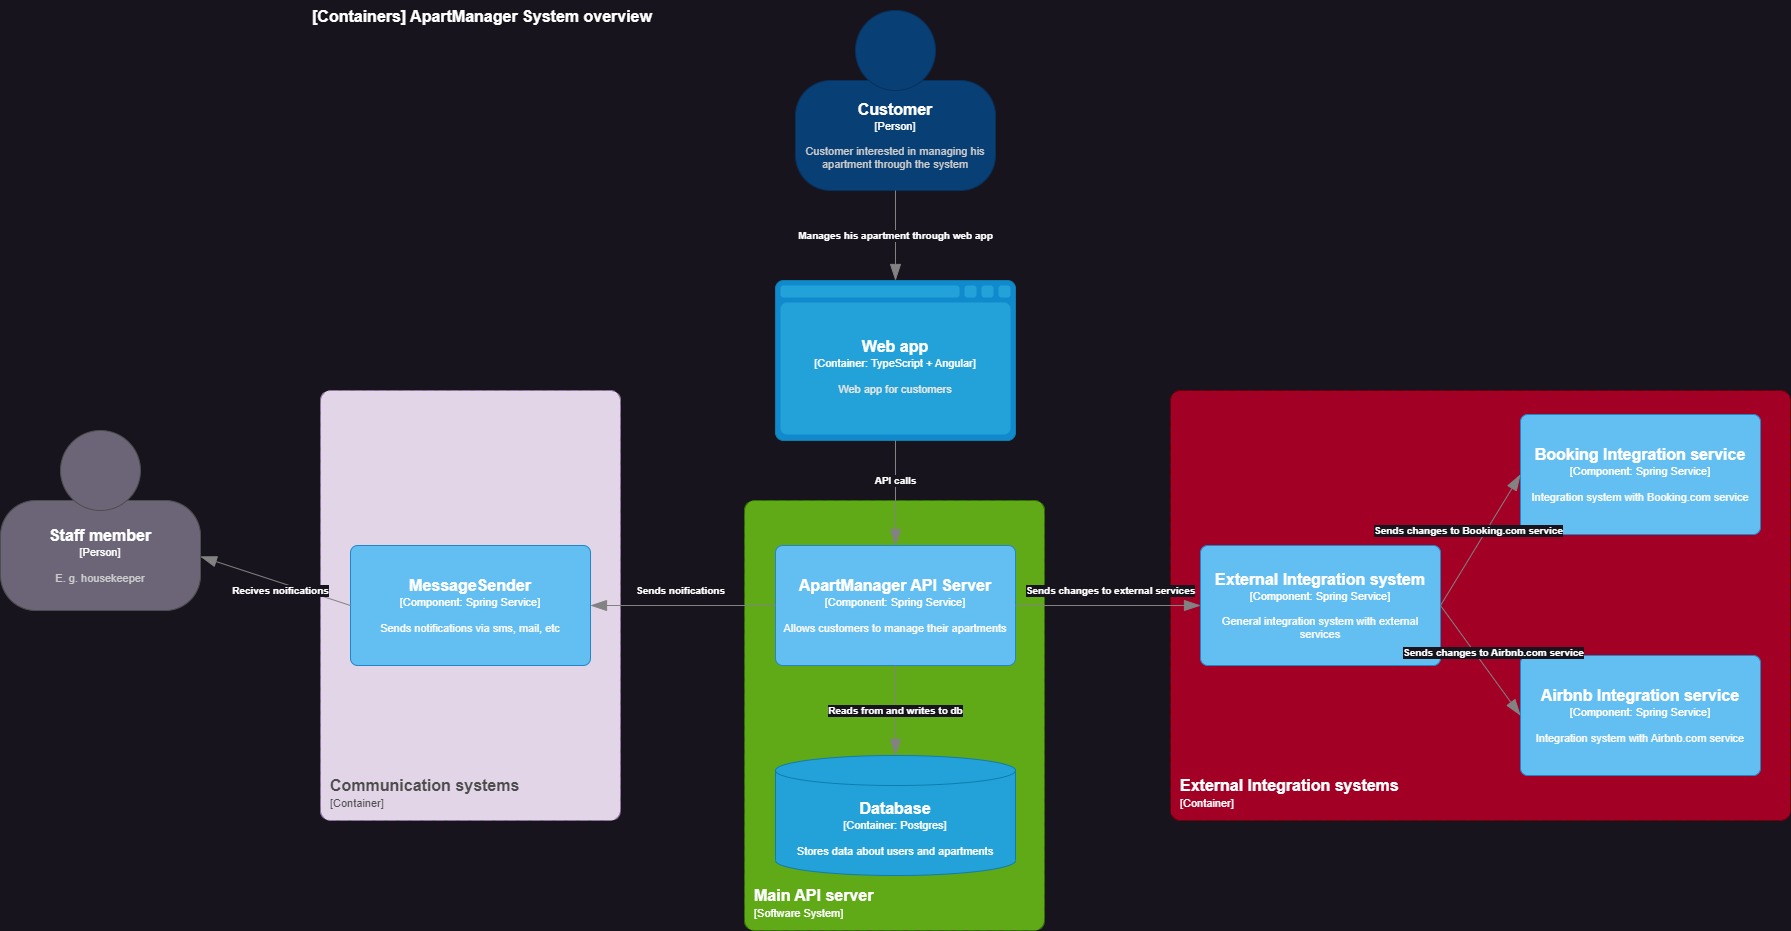 [Containers] ApartManager System overview
Customer
[Person]
Customer interested in managing his
apartment through the system
Manages his apartment through web app
Web app
[Container: TypeScript + Angular]
Web app for customers
API calls
Staff member
[Person]
E. g. housekeeper
Recives noifications
MessageSender
[Component: Spring Service]
Sends notifications via sms, mail, etc
Communication systems
[Container]
Sends noifications
ApartManager API Server
[Component: Spring Service]
Allows customers to manage their apartments
Reads from and writes to db
Database
[Container: Postgres]
Stores data about users and apartments
Main API server
[Software System]
Sends changes to external services
External Integration system
[Component: Spring Service]
General integration system with external
services
Sends changes to Booking.com service
Booking Integration service
[Component: Spring Service]
Integration system with Booking.com service
Sends changes to Airbnb.com service
Airbnb Integration service
[Component: Spring Service]
Integration system with Airbnb.com service
External Integration systems
[Container]